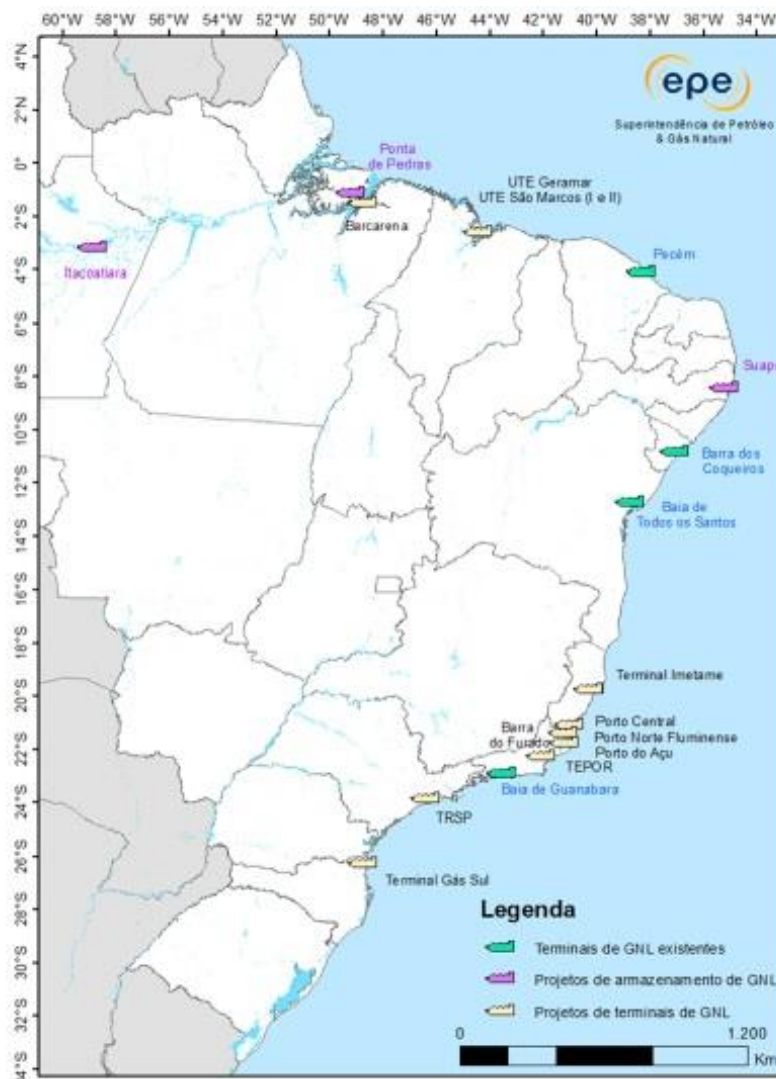 60°W 58°W 56°W 54°W 52°W 50°W 48°W 46°W 44°W 42°W 40°W 38°W 36°W 34°W
4°N
2°N
0°
2°S
4°S
6°S
8°S
10°S
12°S
14°S
16°S
18°S
20°S
22°S
24°S
26°S
28°S
30°S
32°S
34°S
epe
Superintendência de Petróleo
& Gás Natural
Ponta
de Pedras
UTE Geramar
UTE São Marcos (I e II)
Barcarena
Itacoatiara
Pecém
Suape
Barra dos
Coqueiros
Baia de
Todos os Santos
Terminal Imetame
Porto Central
Barra
do Furado
Porto Norte Fluminense
Porto do Açu
TEPOR
Baia de Guanabara
TRSP
Terminal Gás Sul
Legenda
Terminais de GNL existentes
Projetos de armazenamento de GNL
Projetos de terminais de GNL
0 1.200
Km